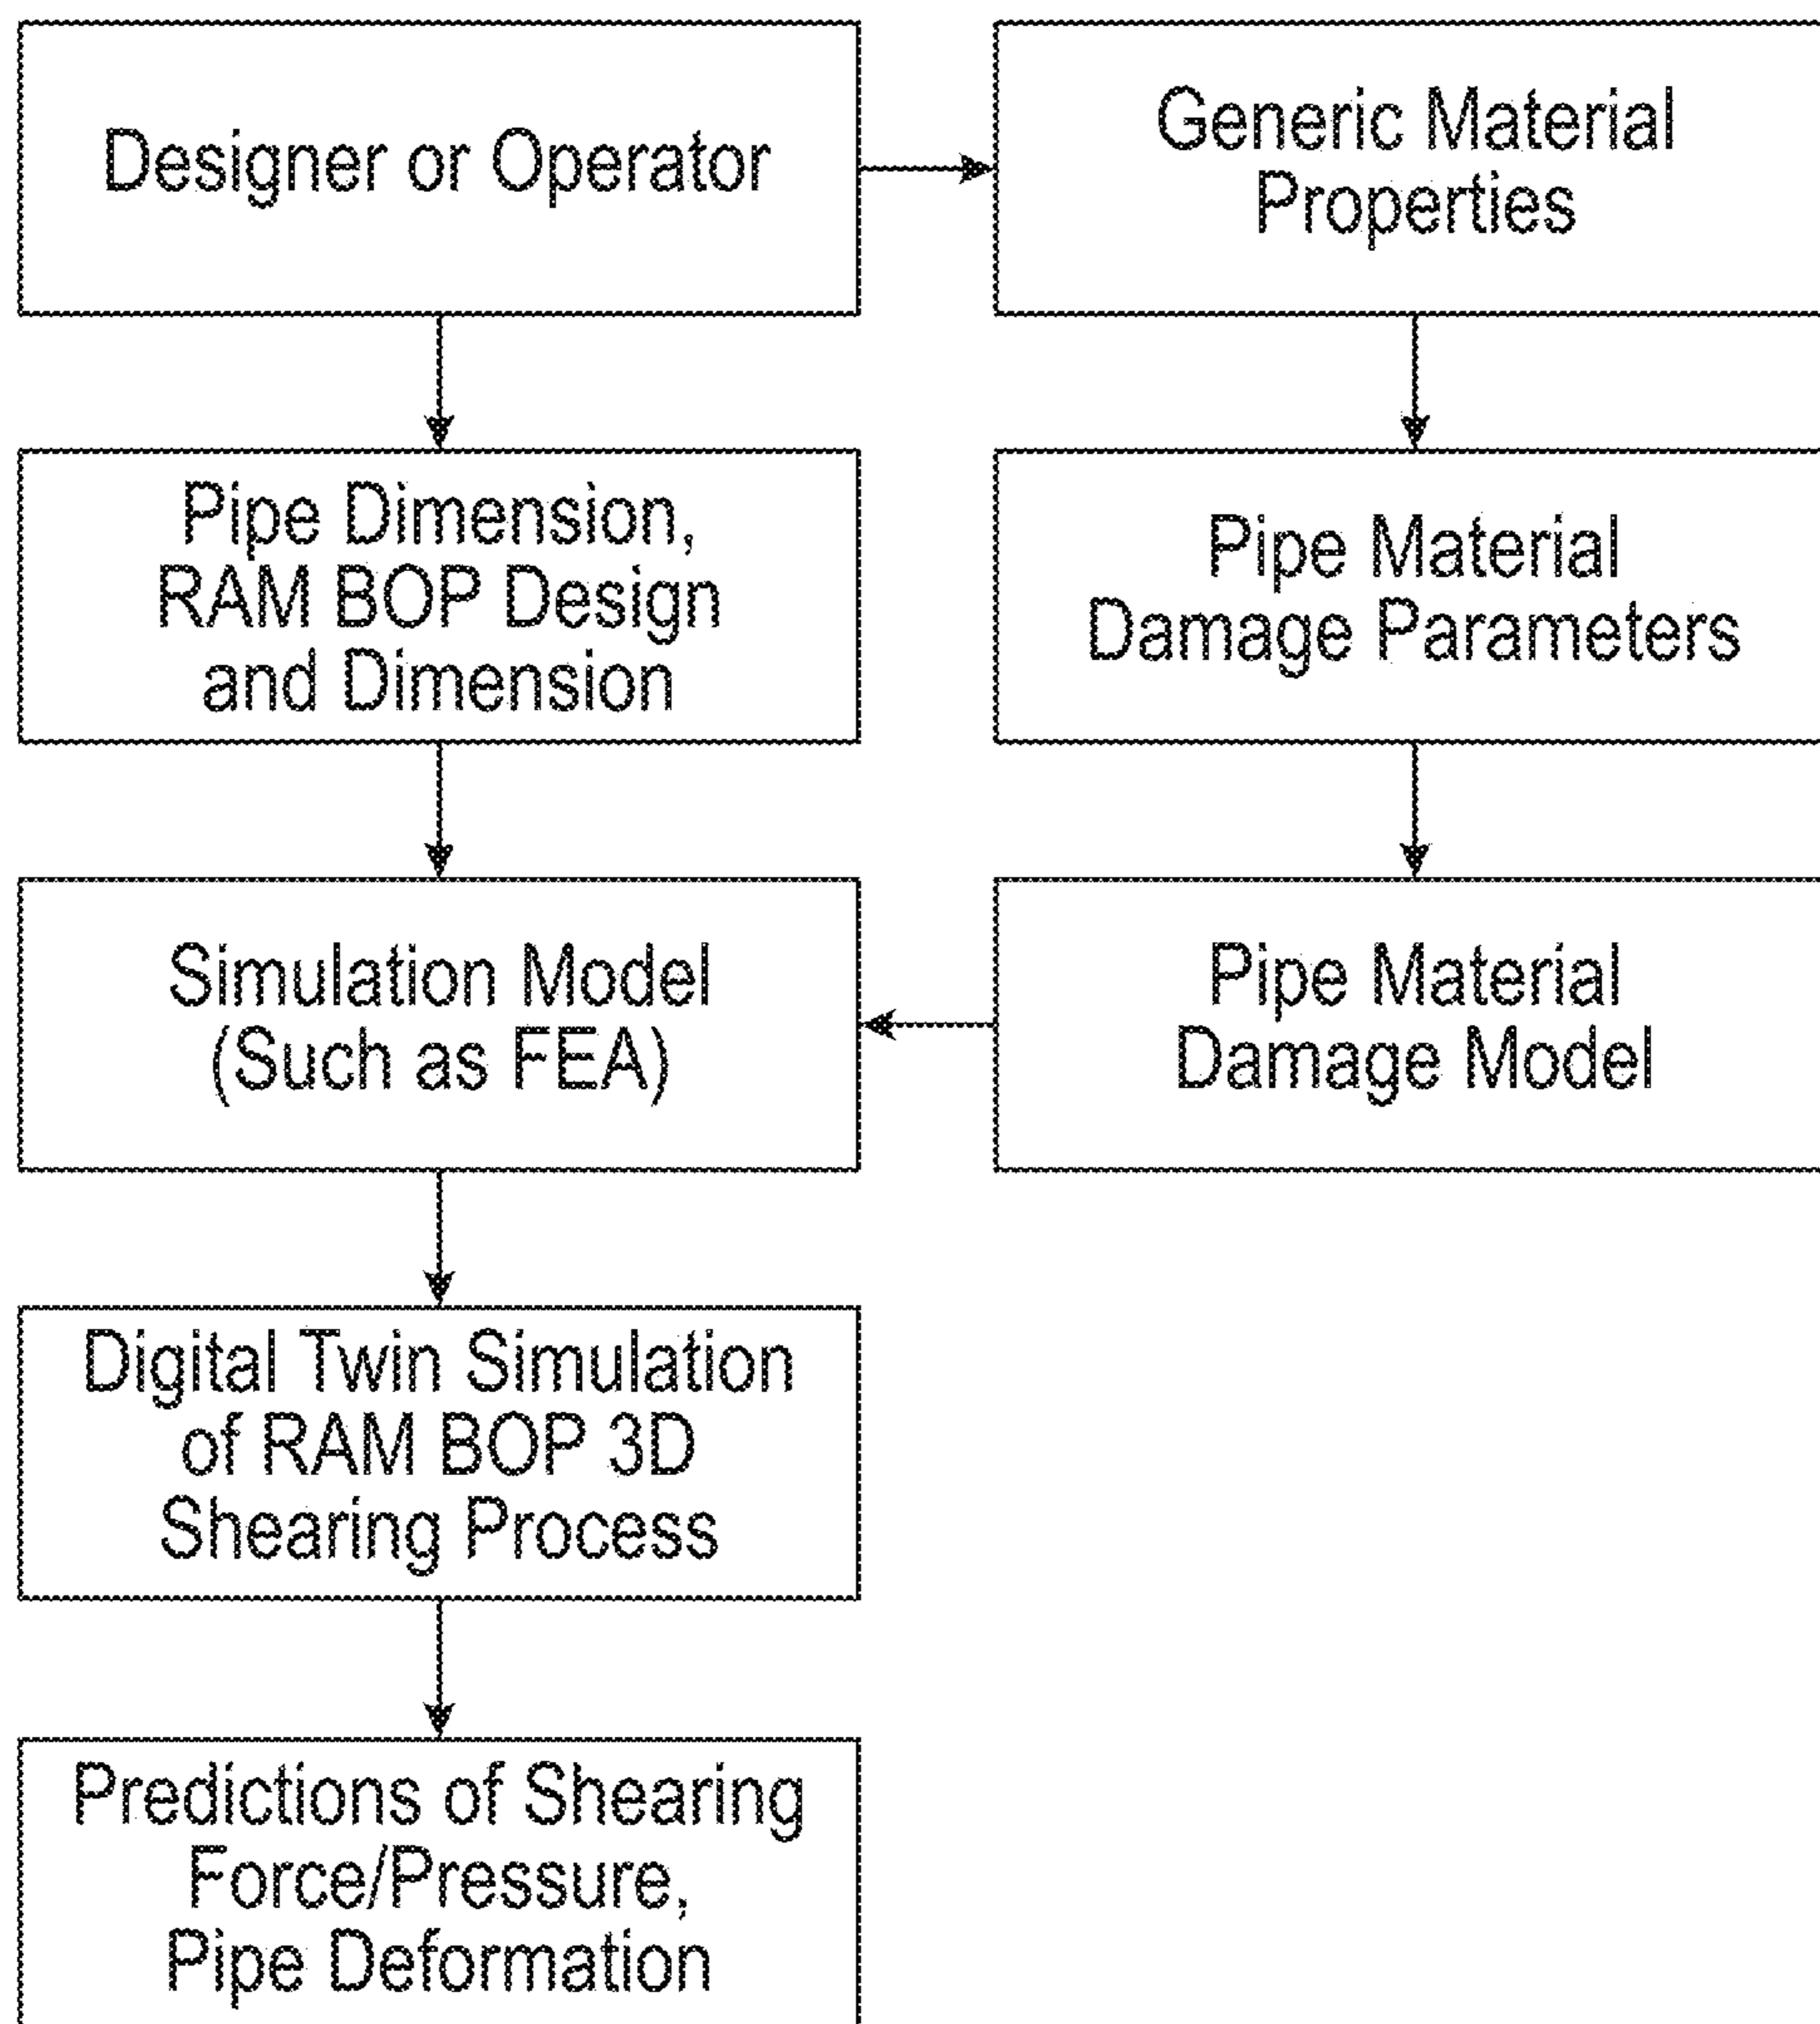 Designer or Operator
Generic Material
Properties
Pipe Dimension,
RAM BOP Design
and Dimension
Pipe Material
Damage Parameters
Simulation Model
(Such as FEA)
Pipe Material
Damage Model
Digital Twin Simulation
of RAM BOP 3D
Shearing Process
Predictions of Shearing
Force/Pressure,
Pipe Deformation